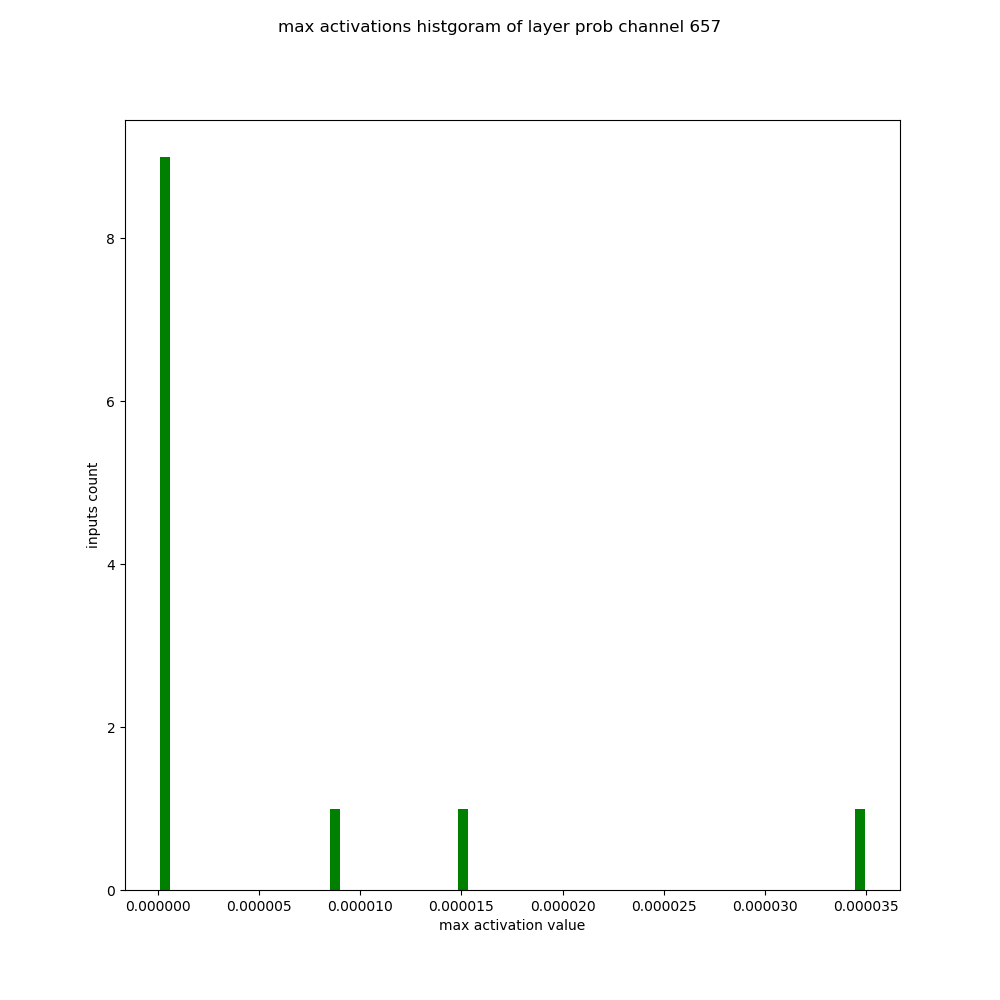 max activations histgoram of layer prob channel 657
8
6
4
2
0
inputs count
0.000000 0.000005 0.000010 0.000015 0.000020 0.000025 0.000030 0.000035
max activation value